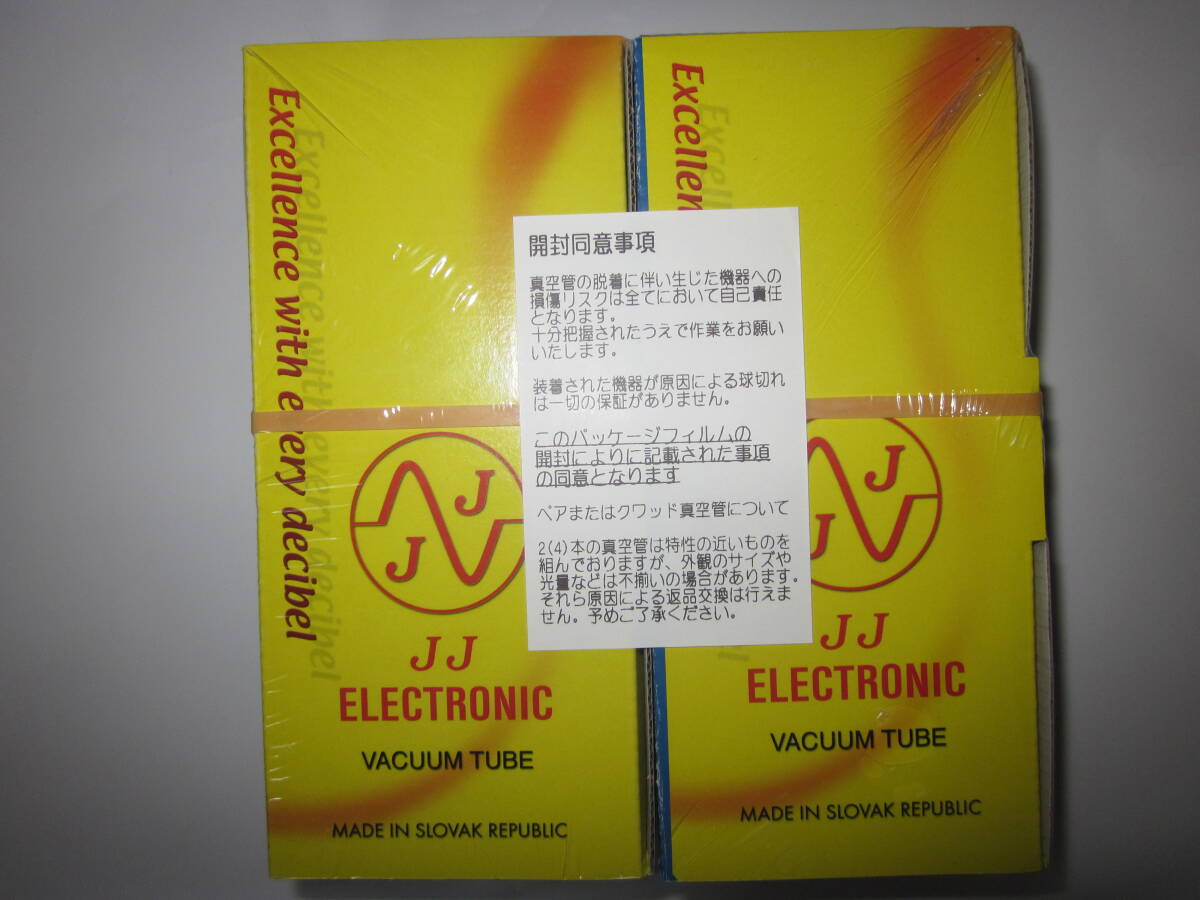 Excellence with every decibel
Excellence with every decibel
J
J
JJ
ELECTRONIC
VACUUM TUBE
MADE IN SLOVAK REPUBLIC
開封同意事項
真空管の脱着に伴い生じた機器への
損傷リスクは全てにおいて自己責任
となります。
十分把握されたうえで作業をお願い
いたします。
装着された機器が原因による球切れ
は一切の保証がありません。
このパッケージフィルムの
開封によりに記載された事項
の同意となります
ペアまたはクワッド真空管について
2(4)本の真空管は特性の近いものを
組んでおりますが、外観のサイズや
光量などは不揃いの場合があります。
それら原因による返品交換は行えま
せん。予めご了承ください。
Excellen
Excellen
J
JJ
ELECTRONIC
VACUUM TUBE
MADE IN SLOVAK REPUBLIC